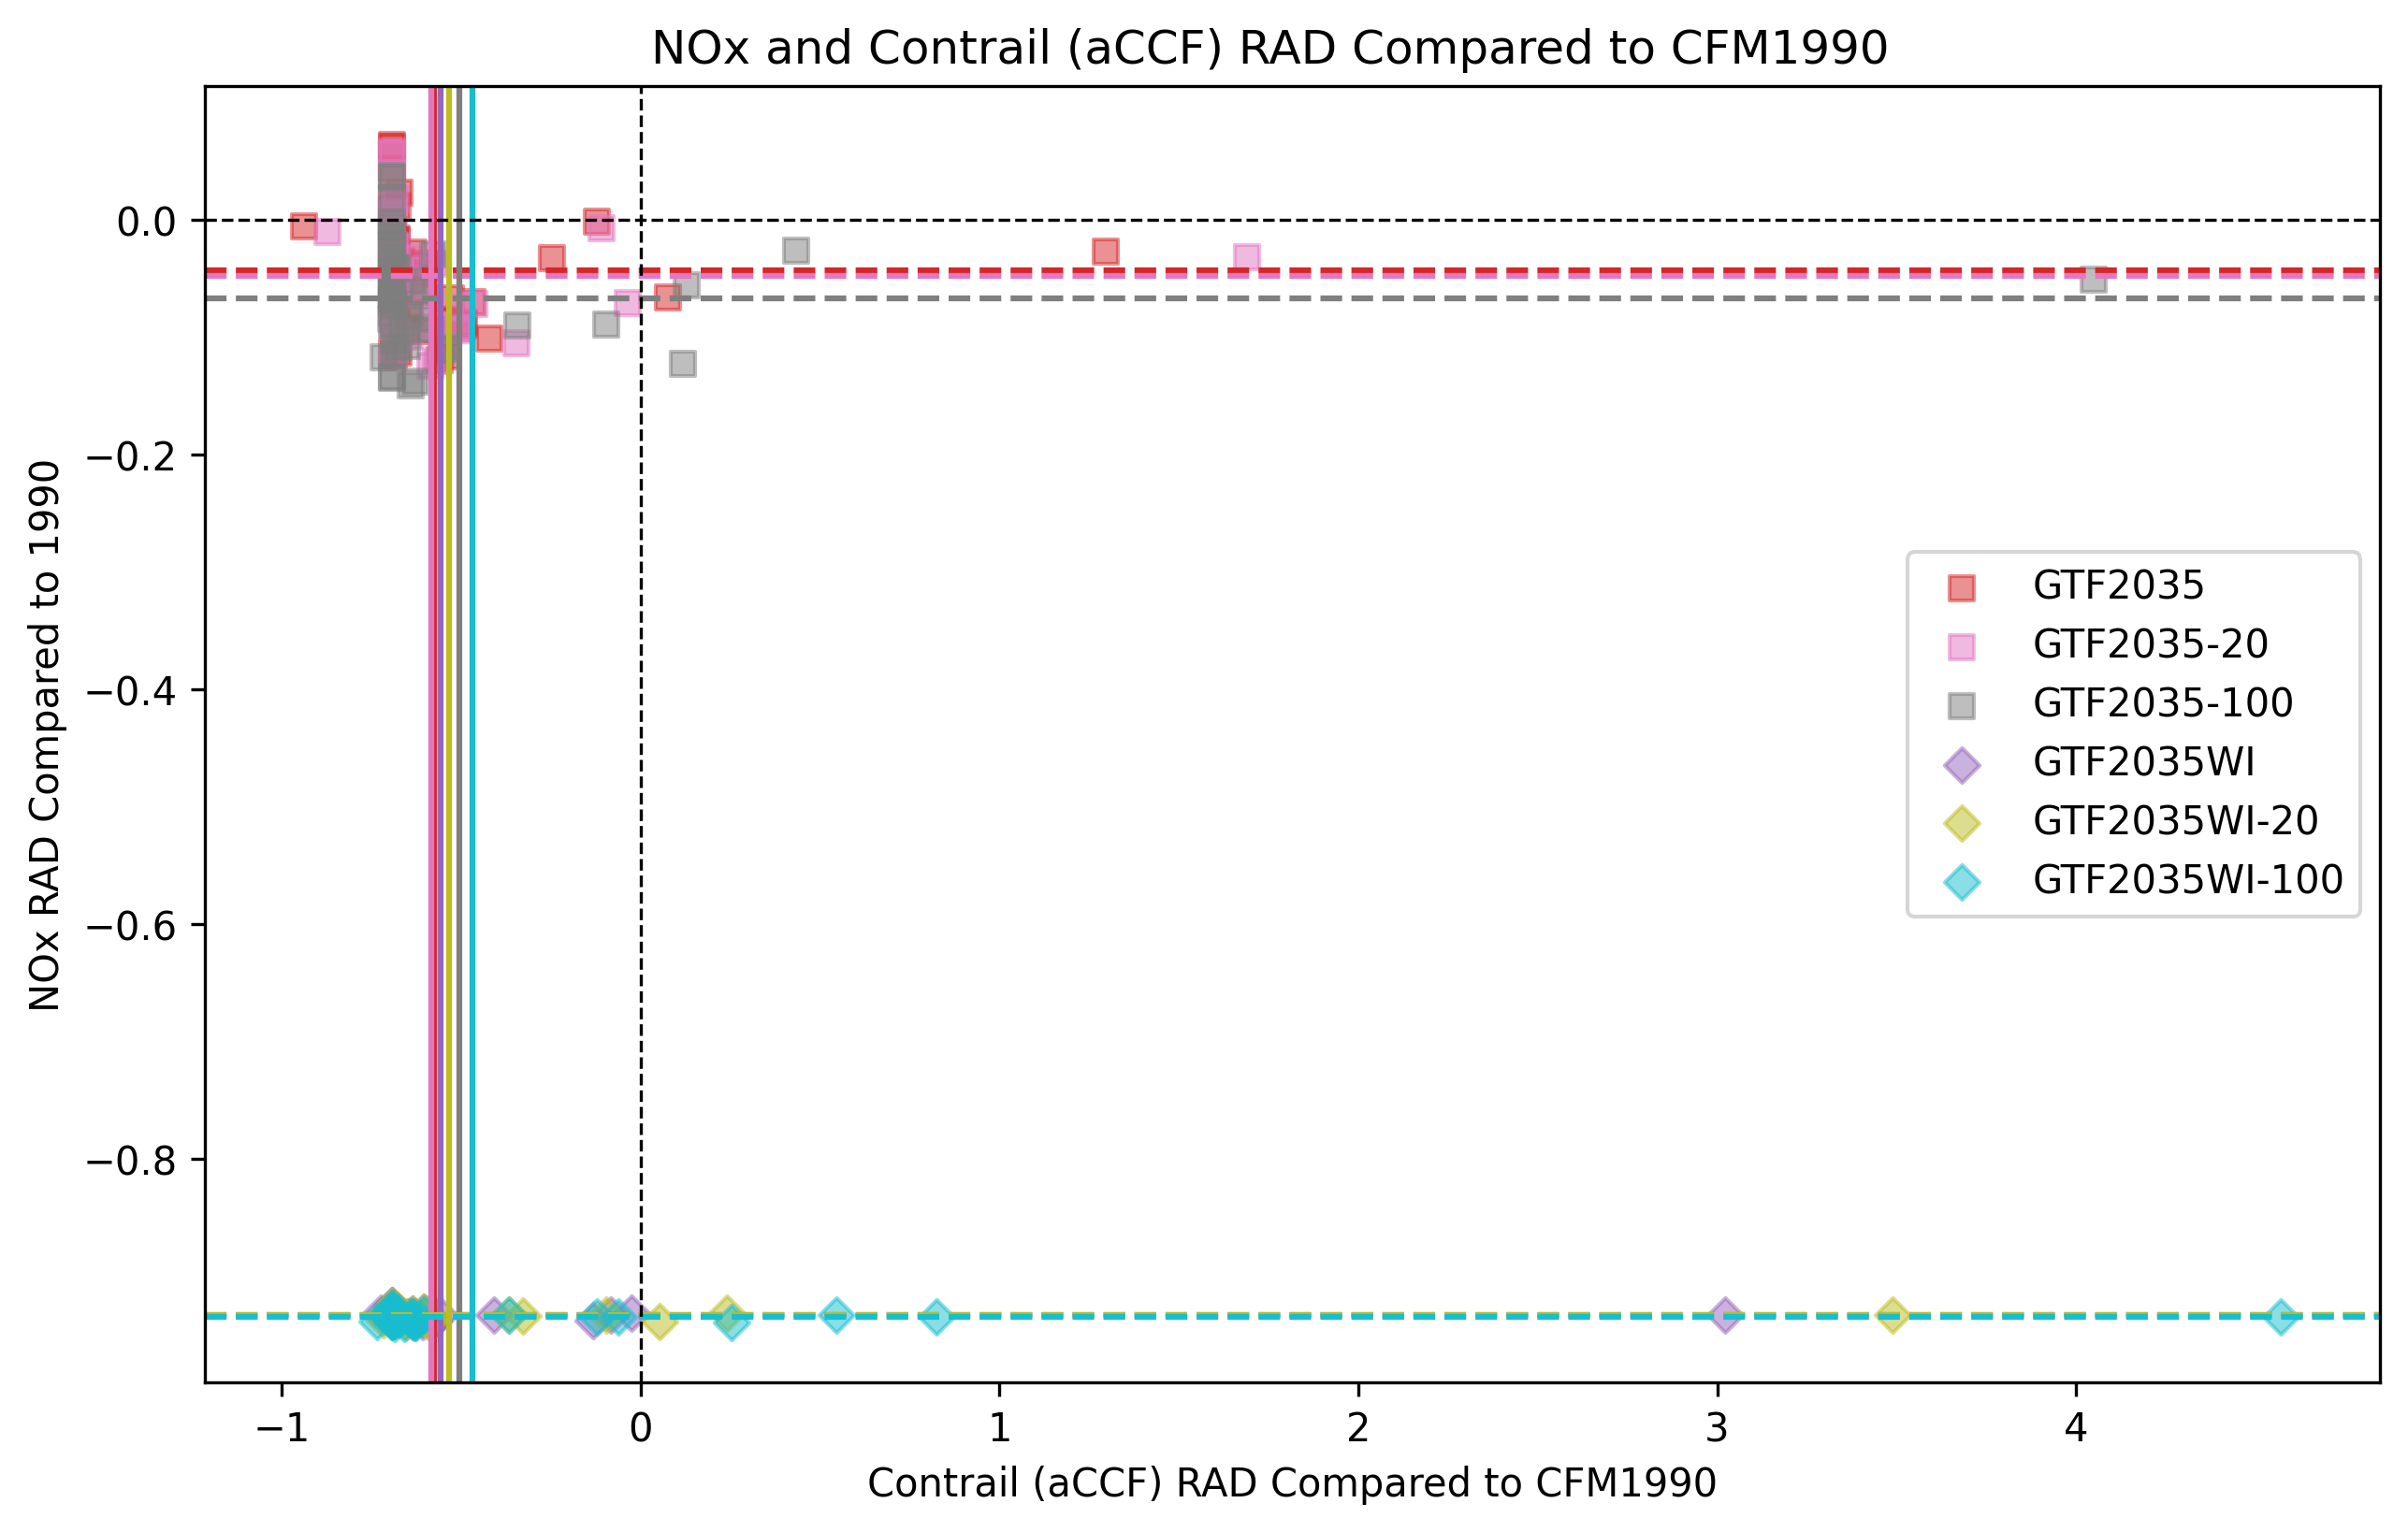 NOx and Contrail (aCCF) RAD Compared to CFM1990
NOx RAD Compared to 1990
0.0
−0.2
−0.4
−0.6
−0.8
GTF2035
GTF2035-20
GTF2035-100
GTF2035WI
GTF2035WI-20
GTF2035WI-100
−1
0
1
2
3
4
Contrail (aCCF) RAD Compared to CFM1990